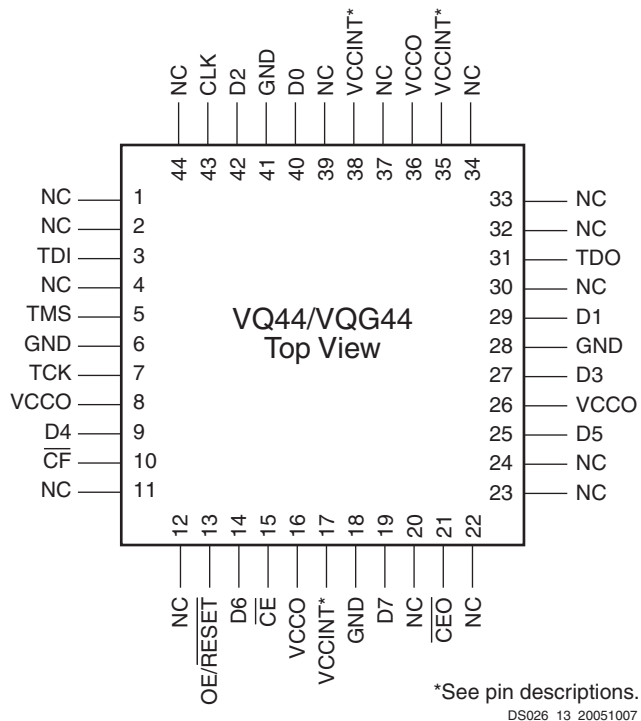 NC
CLK
D2
GND
D0
NC
VCCINT*
NC
VCCO
VCCINT*
NC
44
43
42
41
40
39
38
37
36
35
34
NC 1
NC 2
TDI 3
NC 4
TMS 5
GND 6
TCK 7
VCCO 8
D4 9
CF 10
NC 11
VQ44/VQG44
Top View
33 NC
32 NC
31 TDO
30 NC
29 D1
28 GND
27 D3
26 VCCO
25 D5
24 NC
23 NC
12
13
14
15
16
17
18
19
20
21
22
NC
OE/RESET
D6
CE
VCCO
VCCINT*
GND
D7
NC
CEO
NC
*See pin descriptions.
DS026_13_20051007